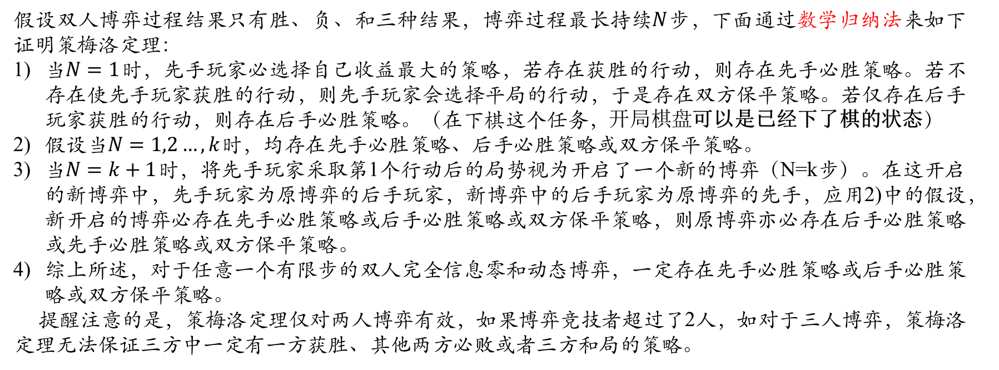 假设双人博弈过程结果只有胜、负、和三种结果，博弈过程最长持续N步，下面通过数学归纳法来如下
证明策梅洛定理：
1) 当N = 1时，先手玩家必选择自己收益最大的策略，若存在获胜的行动，则存在先手必胜策略。若不
存在使先手玩家获胜的行动，则先手玩家会选择平局的行动，于是存在双方保平策略。若仅存在后手
玩家获胜的行动，则存在后手必胜策略。（在下棋这个任务，开局棋盘可以是已经下了棋的状态）
2) 假设当N = 1,2 …, k时，均存在先手必胜策略、后手必胜策略或双方保平策略。
3) 当N = k + 1时，将先手玩家采取第1个行动后的局势视为开启了一个新的博弈（N=k步）。在这开启
的新博弈中，先手玩家为原博弈的后手玩家，新博弈中的后手玩家为原博弈的先手，应用2)中的假设，
新开启的博弈必存在先手必胜策略或后手必胜策略或双方保平策略，则原博弈亦必存在后手必胜策略
或先手必胜策略或双方保平策略。
4) 综上所述，对于任意一个有限步的双人完全信息零和动态博弈，一定存在先手必胜策略或后手必胜策
略或双方保平策略。
提醒注意的是，策梅洛定理仅对两人博弈有效，如果博弈竞技者超过了2人，如对于三人博弈，策梅洛
定理无法保证三方中一定有一方获胜、其他两方必败或者三方和局的策略。